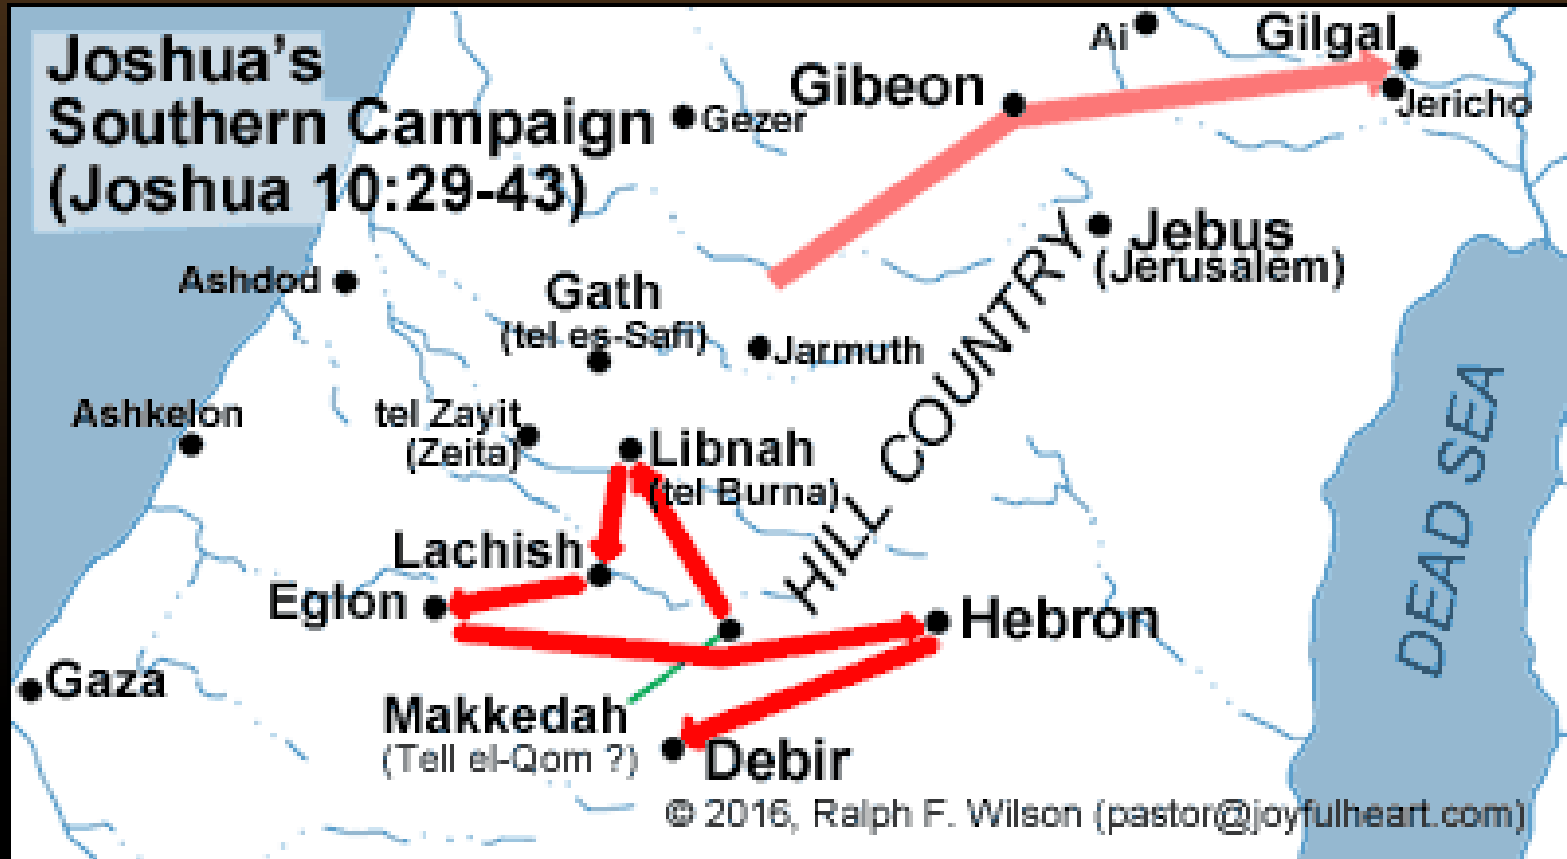 Joshua's
Southern Campaign
(Joshua 10:29-43)
Ai
Gilgal
Gibeon
Gezer
Jericho
Jebus
(Jerusalem)
Ashdod
Gath
(tel es-Safi)
Jarmuth
HILL COUNTRY
DEAD SEA
Ashkelon
tel Zayit
(Zeita)
Libnah
(tel Burna)
Lachish
Eglon
Hebron
Gaza
Makkedah
(Tell el-Qom ?)
Debir
© 2016, Ralph F. Wilson (pastor@joyfulheart.com)